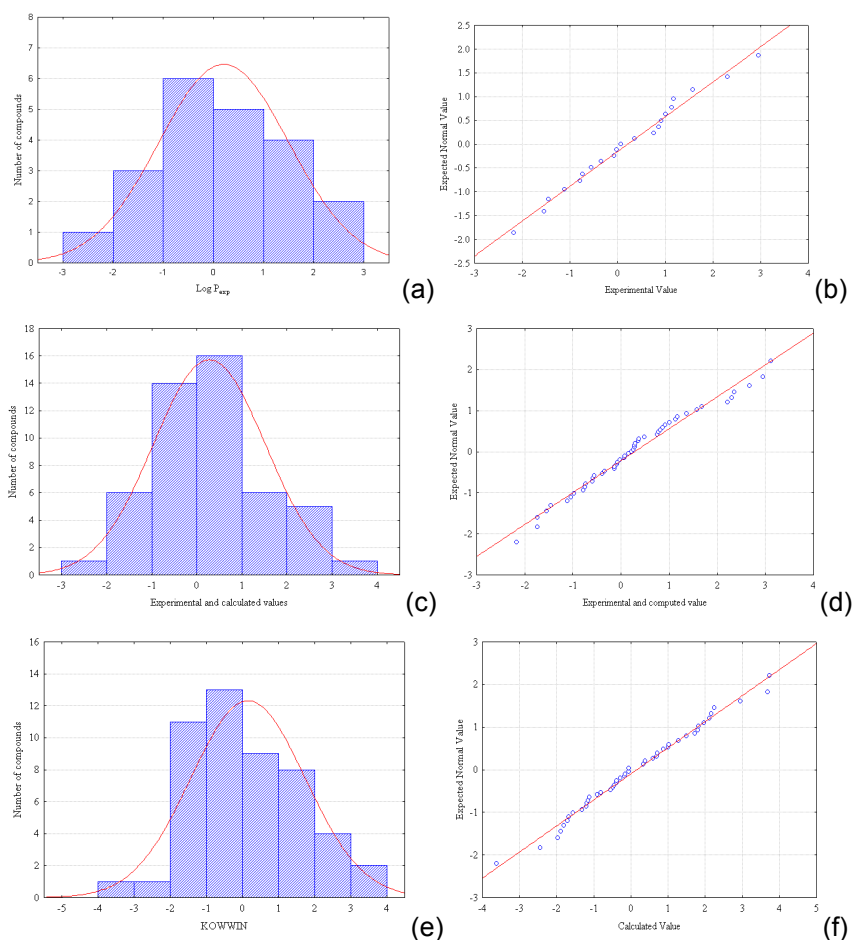 8
7
6
5
4
3
2
1
0
Number of compounds
-3 -2 -1 0 1 2 3
Log P exp
(a)
2.5
2.0
1.5
1.0
0.5
0.0
-0.5
-1.0
-1.5
-2.0
-2.5
Expected Normal Value
-3 -2 -1 0 1 2 3 4
Experimental Value
(b)
18
16
14
12
10
8
6
4
2
0
Number of compounds
-3 -2 -1 0 1 2 3 4
Experimental and calculated values
(c)
3
2
1
0
-1
-2
-3
Expected Normal Value
-3 -2 -1 0 1 2 3 4
Experimental and computed value
(d)
16
14
12
10
8
6
4
2
0
Number of compounds
-5 -4 -3 -2 -1 0 1 2 3 4
KOWWIN
(e)
3
2
1
0
-1
-2
-3
Expected Normal Value
-4 -3 -2 -1 0 1 2 3 4 5
Calculated Value
(f)